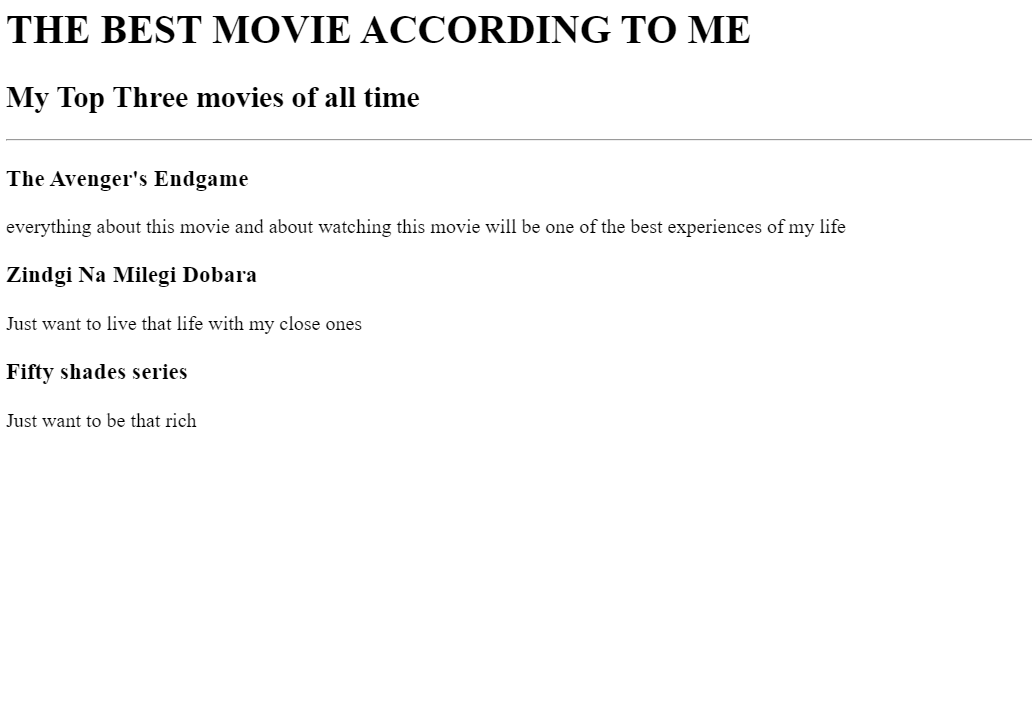 THE BEST MOVIE ACCORDING TO ME
My Top Three movies of all time
The Avenger's Endgame
everything about this movie and about watching this movie will be one of the best experiences of my life
Zindgi Na Milegi Dobara
Just want to live that life with my close ones
Fifty shades series
Just want to be that rich